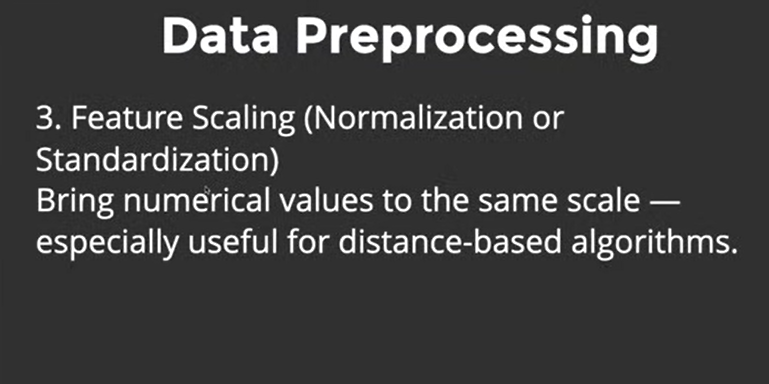 Data Preprocessing
3. Feature Scaling (Normalization or
Standardization)
Bring numerical values to the same scale —
especially useful for distance-based algorithms.